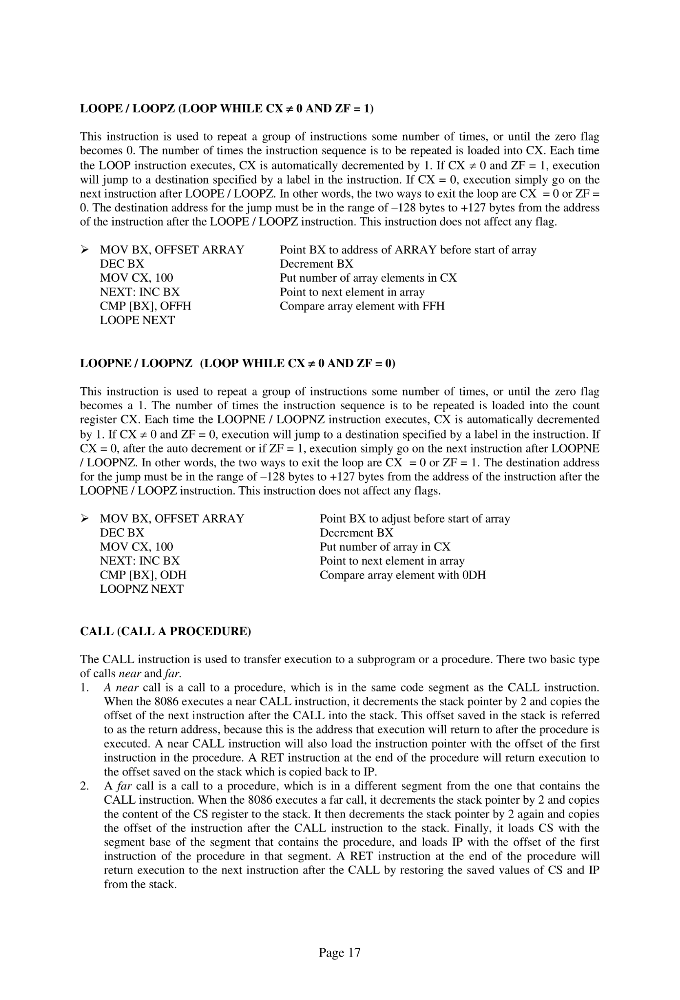 LOOPE / LOOPZ (LOOP WHILE CX ≠ 0 AND ZF = 1)
This instruction is used to repeat a group of instructions some number of times, or until the zero flag
becomes 0. The number of times the instruction sequence is to be repeated is loaded into CX. Each time
the LOOP instruction executes, CX is automatically decremented by 1. If CX ≠ 0 and ZF = 1, execution
will jump to a destination specified by a label in the instruction. If CX = 0, execution simply go on the
next instruction after LOOPE / LOOPZ. In other words, the two ways to exit the loop are CX  = 0 or ZF =
0. The destination address for the jump must be in the range of –128 bytes to +127 bytes from the address
of the instruction after the LOOPE / LOOPZ instruction. This instruction does not affect any flag.
➢ MOV BX, OFFSET ARRAY Point BX to address of ARRAY before start of array
DEC BX Decrement BX
MOV CX, 100 Put number of array elements in CX
NEXT: INC BX Point to next element in array
CMP [BX], OFFH Compare array element with FFH
LOOPE NEXT
LOOPNE / LOOPNZ  (LOOP WHILE CX ≠ 0 AND ZF = 0)
This instruction is used to repeat a group of instructions some number of times, or until the zero flag
becomes a 1. The number of times the instruction sequence is to be repeated is loaded into the count
register CX. Each time the LOOPNE / LOOPNZ instruction executes, CX is automatically decremented
by 1. If CX ≠ 0 and ZF = 0, execution will jump to a destination specified by a label in the instruction. If
CX = 0, after the auto decrement or if ZF = 1, execution simply go on the next instruction after LOOPNE
/ LOOPNZ. In other words, the two ways to exit the loop are CX  = 0 or ZF = 1. The destination address
for the jump must be in the range of –128 bytes to +127 bytes from the address of the instruction after the
LOOPNE / LOOPZ instruction. This instruction does not affect any flags.
➢ MOV BX, OFFSET ARRAY Point BX to adjust before start of array
DEC BX Decrement BX
MOV CX, 100 Put number of array in CX
NEXT: INC BX Point to next element in array
CMP [BX], ODH Compare array element with 0DH
LOOPNZ NEXT
CALL (CALL A PROCEDURE)
The CALL instruction is used to transfer execution to a subprogram or a procedure. There two basic type
of calls near and far.
1. A near call is a call to a procedure, which is in the same code segment as the CALL instruction.
When the 8086 executes a near CALL instruction, it decrements the stack pointer by 2 and copies the
offset of the next instruction after the CALL into the stack. This offset saved in the stack is referred
to as the return address, because this is the address that execution will return to after the procedure is
executed. A near CALL instruction will also load the instruction pointer with the offset of the first
instruction in the procedure. A RET instruction at the end of the procedure will return execution to
the offset saved on the stack which is copied back to IP.
2. A far call is a call to a procedure, which is in a different segment from the one that contains the
CALL instruction. When the 8086 executes a far call, it decrements the stack pointer by 2 and copies
the content of the CS register to the stack. It then decrements the stack pointer by 2 again and copies
the offset of the instruction after the CALL instruction to the stack. Finally, it loads CS with the
segment base of the segment that contains the procedure, and loads IP with the offset of the first
instruction of the procedure in that segment. A RET instruction at the end of the procedure will
return execution to the next instruction after the CALL by restoring the saved values of CS and IP
from the stack.
Page 17